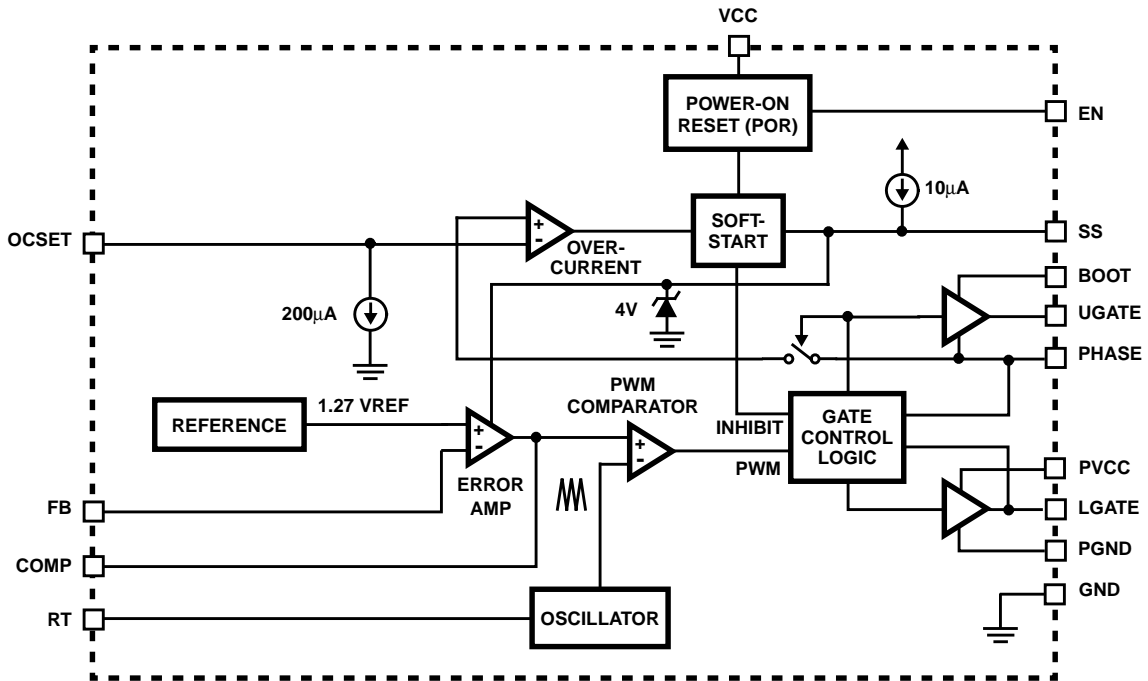 VCC
POWER-ON
RESET (POR)
EN
10µA
OCSET
+
-
OVER-
CURRENT
SOFT-
START
SS
BOOT
200µA
4V
UGATE
PHASE
PWM
COMPARATOR
REFERENCE
1.27 VREF
+
-
ERROR
AMP
+
-
INHIBIT
PWM
GATE
CONTROL
LOGIC
PVCC
FB
LGATE
COMP
PGND
GND
RT
OSCILLATOR